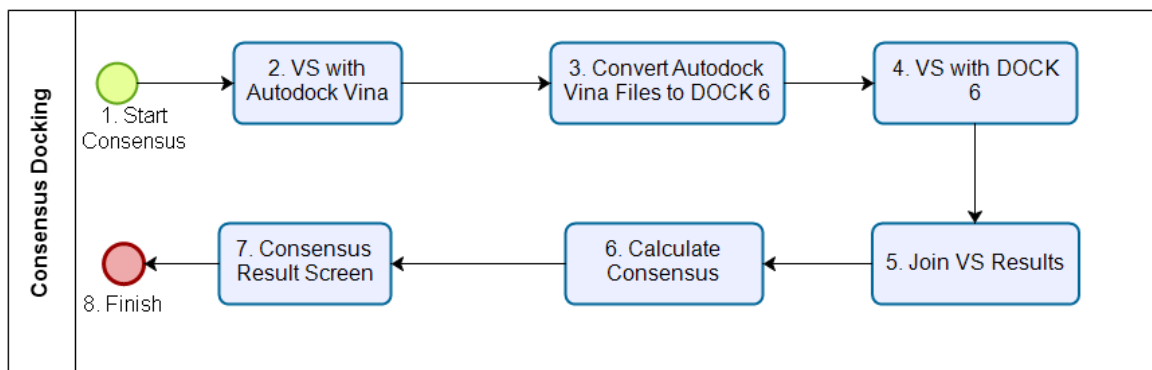 Consensus Docking
1. Start
Consensus
2. VS with
Autodock Vina
3. Convert Autodock
Vina Files to DOCK 6
4. VS with DOCK
6
5. Join VS Results
6. Calculate
Consensus
7. Consensus
Result Screen
8. Finish